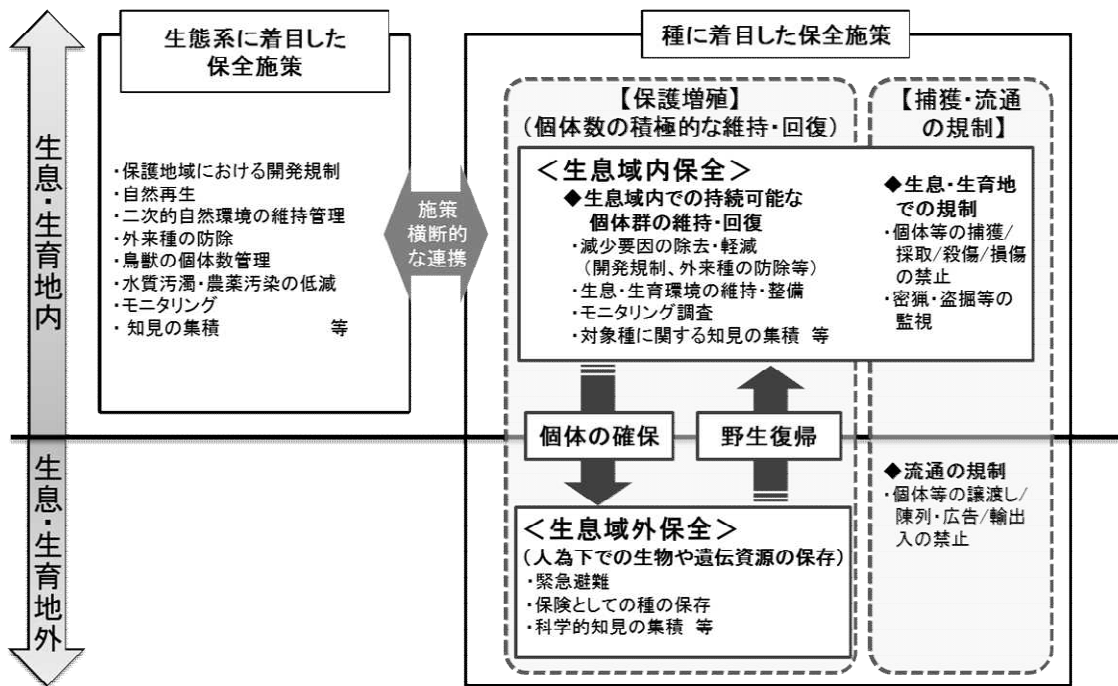 生息・生育地内
生息・生育地外
生態系に着目した
保全施策
・保護地域における開発規制
・自然再生
・二次的自然環境の維持管理
・外来種の防除
・鳥獣の個体数管理
・水質汚濁・農薬汚染の低減
・モニタリング
・知見の集積 等
施策
横断的
な連携
種に着目した保全施策
【保護増殖】
(個体数の積極的な維持・回復)
＜生息域内保全＞
◆生息域内での持続可能な
個体群の維持・回復
・減少要因の除去・軽減
(開発規制、外来種の防除等)
・生息・生育環境の維持・整備
・モニタリング調査
・対象種に関する知見の集積 等
個体の確保
野生復帰
＜生息域外保全＞
(人為下での生物や遺伝資源の保存)
・緊急避難
・保険としての種の保存
・科学的知見の集積 等
【捕獲・流通
の規制】
◆生息・生育地
での規制
・個体等の捕獲/
採取/殺傷/損傷
の禁止
・密猟・盗掘等の
監視
◆流通の規制
・個体等の譲渡し/
陳列・広告/輸出
入の禁止